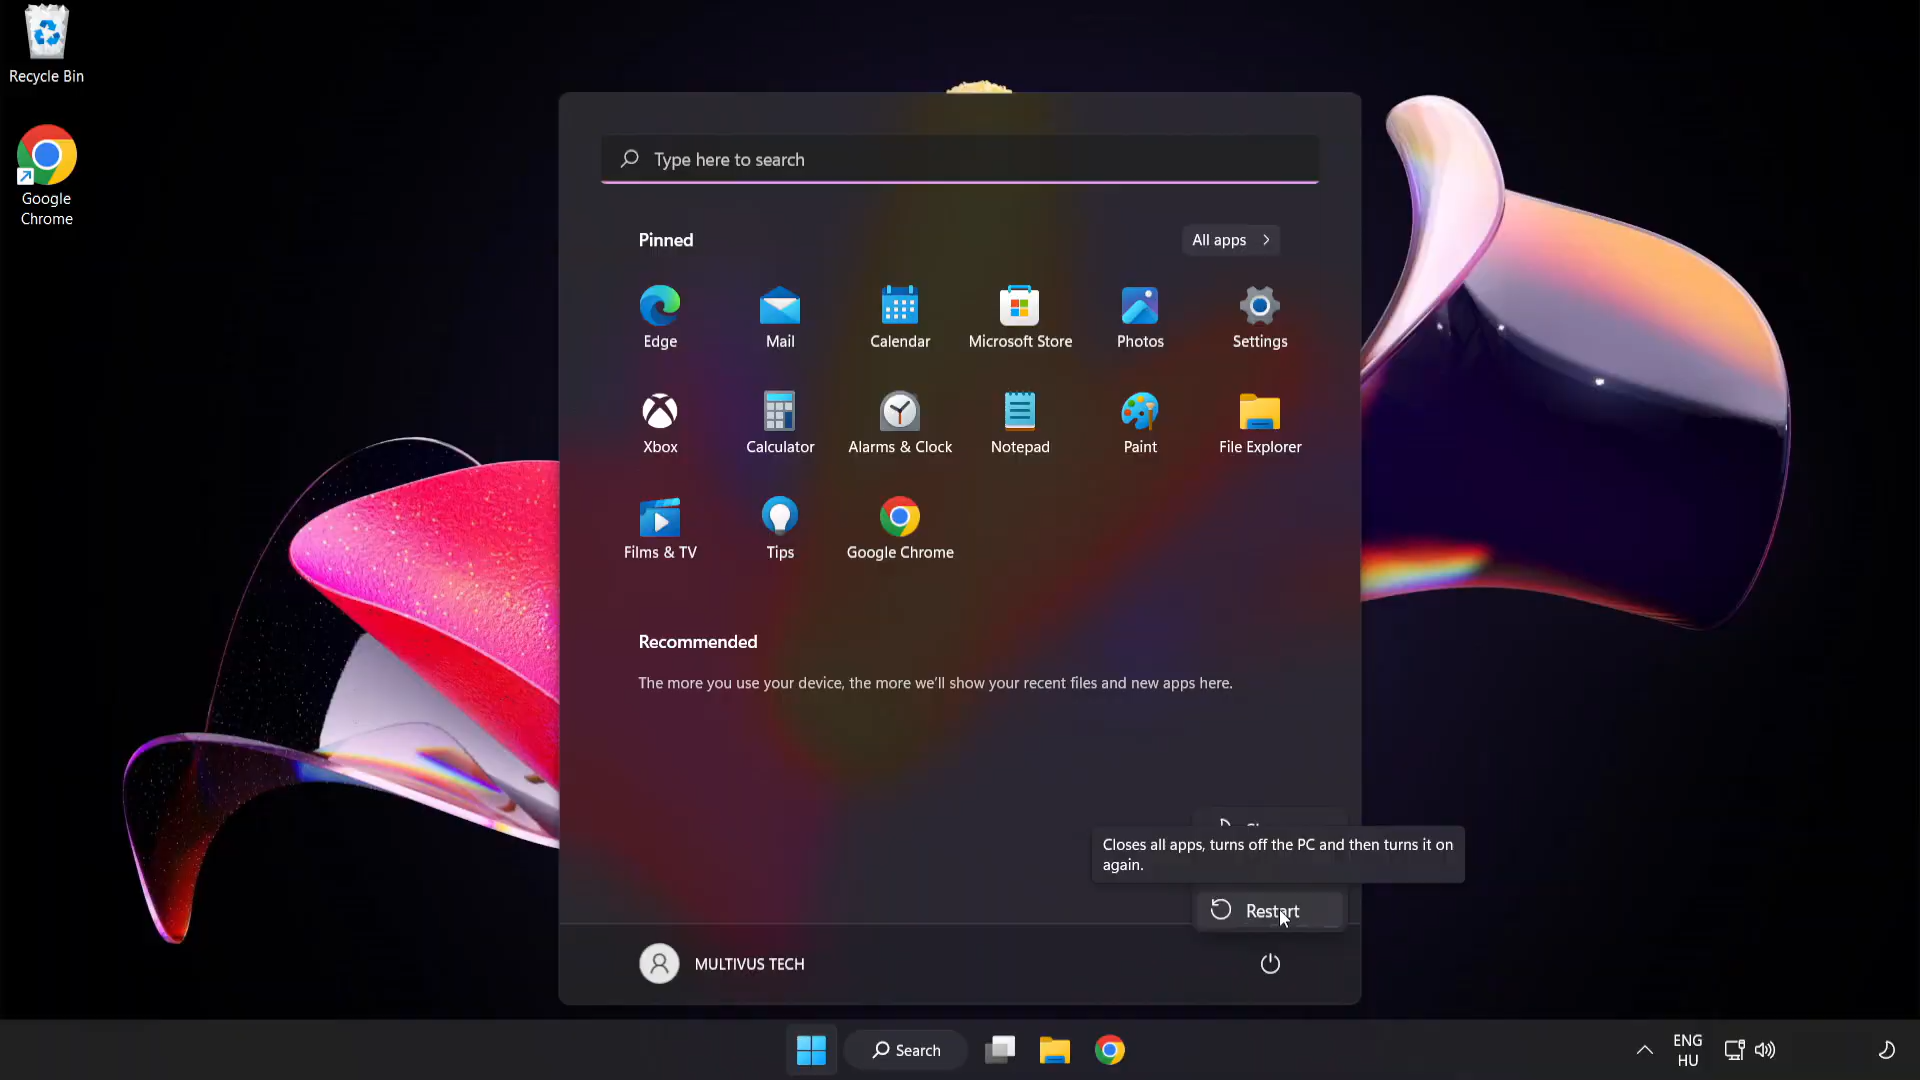 Recycle Bin
Google
Chrome
Type here to search
Pinned
All apps
Edge
Mail
Calendar
Microsoft Store
Photos
Settings
Xbox
Calculator
Alarms & Clock
Notepad
Paint
File Explorer
Films & TV
Tips
Google Chrome
Recommended
The more you use your device, the more we'll show your recent files and new apps here.
Closes all apps, turns off the PC and then turns it on
again.
Restart
MULTIVUS TECH
Search
ENG
HU